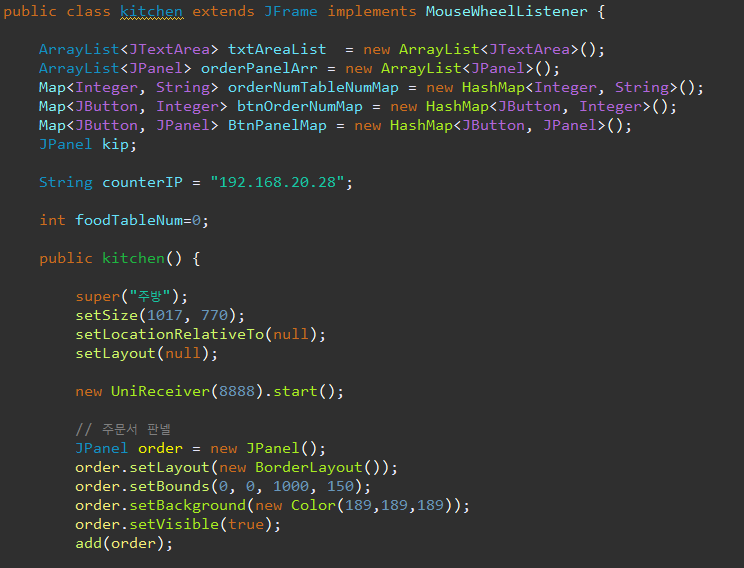 public class kitchen extends JFrame implements MouseWheelListener {
ArrayList<JTextArea> txtAreaList  = new ArrayList<JTextArea>();
ArrayList<JPanel> orderPanelArr = new ArrayList<JPanel>();
Map<Integer, String> orderNumTableNumMap = new HashMap<Integer, String>();
Map<JButton, Integer> btnOrderNumMap = new HashMap<JButton, Integer>();
Map<JButton, JPanel> BtnPanelMap = new HashMap<JButton, JPanel>();
JPanel kip;
String counterIP = "192.168.20.28";
int foodTableNum=0;
public kitchen() {
super("주방");
setSize(1017, 770);
setLocationRelativeTo(null);
setLayout(null);
new UniReceiver(8888).start();
// 주문서 판넬
JPanel order = new JPanel();
order.setLayout(new BorderLayout());
order.setBounds(0, 0, 1000, 150);
order.setBackground(new Color(189,189,189));
order.setVisible(true);
add(order);